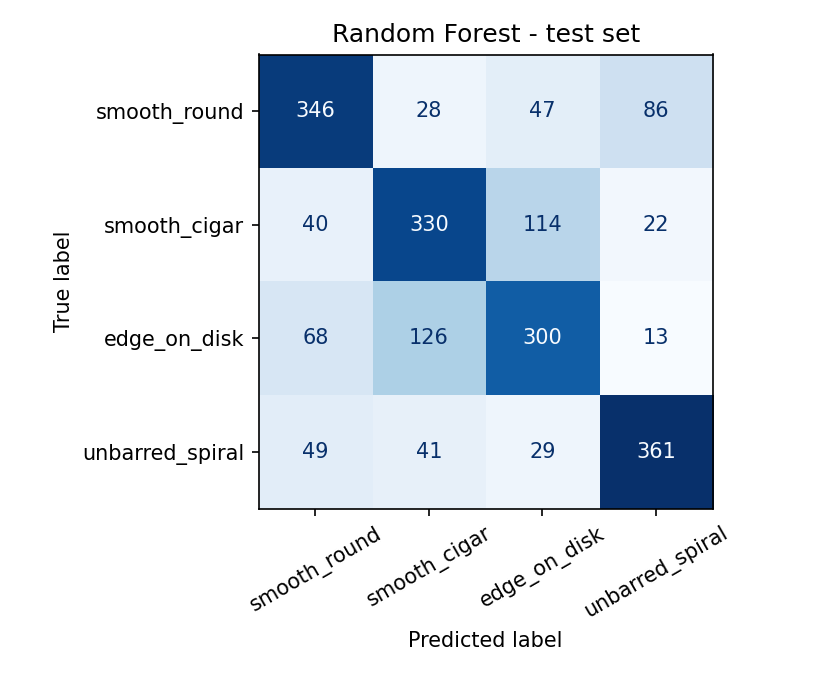 Random Forest - test set
True label
smooth_round 346 28 47 86
smooth_cigar 40 330 114 22
edge_on_disk 68 126 300 13
unbarred_spiral 49 41 29 361
smooth_round smooth_cigar edge_on_disk unbarred_spiral
Predicted label